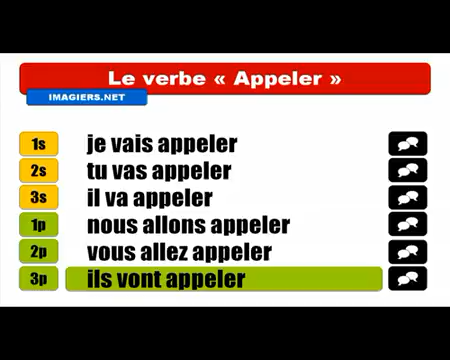 Le verbe « Appeler »
IMAGIERS.NET
1s je vais appeler
2s tu vas appeler
3s il va appeler
1p nous allons appeler
2p vous allez appeler
3p ils vont appeler